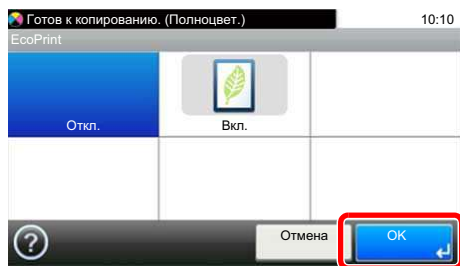 Готов к копированию. (Полноцвет.) 10:10
EcoPrint
Откл. Вкл.
? Отмена OK